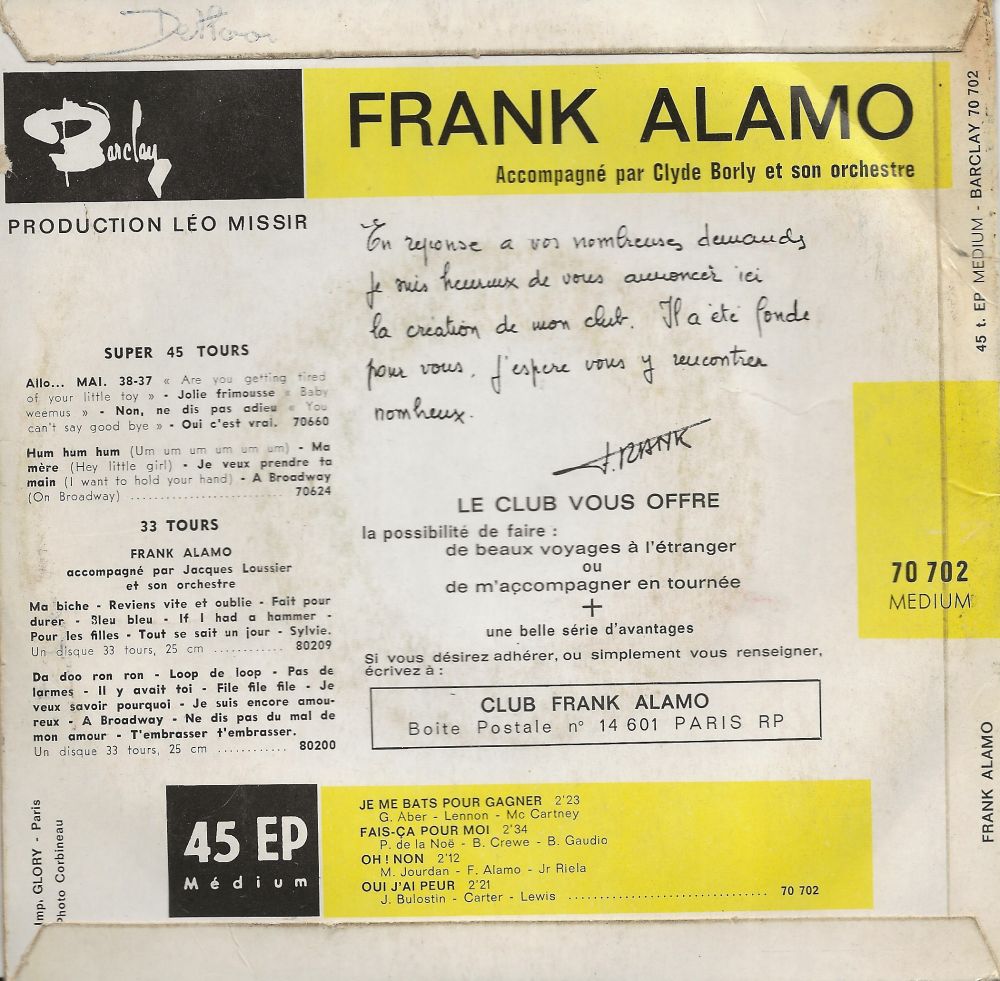 DeMoor
Barclay
FRANK ALAMO
Accompagné par Clyde Borly et son orchestre
PRODUCTION LÉO MISSIR
En reponse a vos nombreuses demandes
je suis heureux de vous annoncer ici
la création de mon club. Il a été fondé
pour vous, j'espere vous y rencontrer
nombreux.
F. RANK
SUPER 45 TOURS
Allo... MAI. 38-37 « Are you getting tired
of your little toy » - Jolie frimousse « Baby
weemus » - Non, ne dis pas adieu « You
can't say good bye » - Oui c'est vrai. 70660
Hum hum hum (Um um um um um um) - Ma
mère (Hey little girl) - Je veux prendre ta
main (I want to hold your hand) - A Broadway
(On Broadway) ........................ 70624
33 TOURS
FRANK ALAMO
accompagné par Jacques Loussier
et son orchestre
Ma biche - Reviens vite et oublie - Fait pour
durer - Bleu bleu - If I had a hammer -
Pour les filles - Tout se sait un jour - Sylvie.
Un disque 33 tours, 25 cm ............ 80209
Da doo ron ron - Loop de loop - Pas de
larmes - Il y avait toi - File file file - Je
veux savoir pourquoi - Je suis encore amou-
reux - A Broadway - Ne dis pas du mal de
mon amour - T'embrasser t'embrasser.
Un disque 33 tours, 25 cm ............ 80200
LE CLUB VOUS OFFRE
la possibilité de faire :
de beaux voyages à l'étranger
ou
de m'accompagner en tournée
+
une belle série d'avantages
Si vous désirez adhérer, ou simplement vous renseigner,
écrivez à :
CLUB FRANK ALAMO
Boite Postale n° 14 601 PARIS RP
45 t. EP MEDIUM - BARCLAY 70 702
70 702
MEDIUM
FRANK ALAMO
Imp. GLORY - Paris
Photo Corbineau
45 EP
Médium
JE ME BATS POUR GAGNER 2'23
G. Aber - Lennon - Mc Cartney
FAIS-ÇA POUR MOI 2'34
P. de la Noë - B. Crewe - B. Gaudio
OH ! NON 2'12
M. Jourdan - F. Alamo - Jr Riela
OUI J'AI PEUR 2'21
J. Bulostin - Carter - Lewis ................................ 70 702